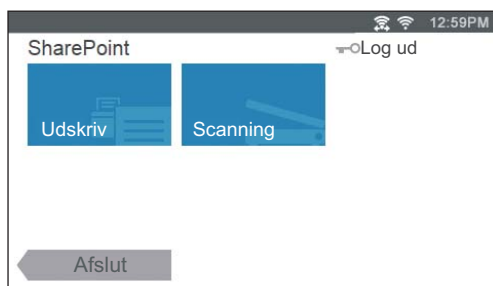 12:59PM
SharePoint
Log ud
Udskriv
Scanning
Afslut